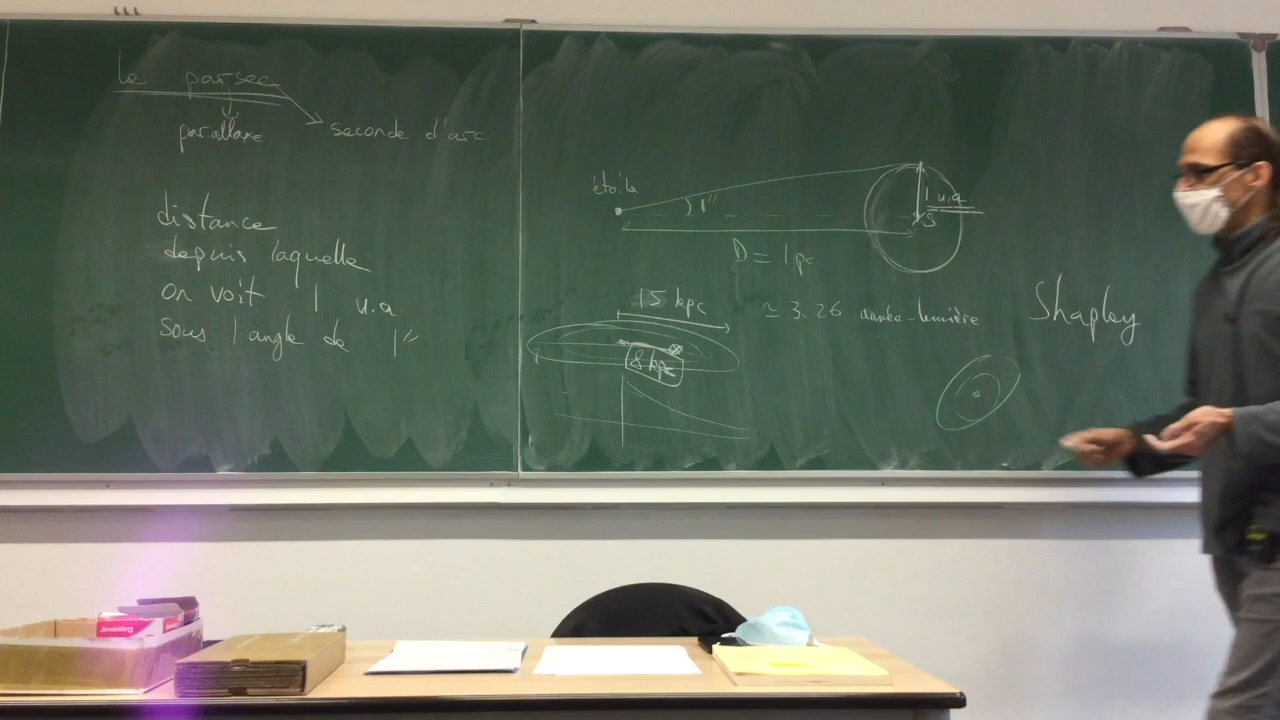 le parsec
parallaxe
seconde d'arc
distance
depuis laquelle
on voit 1 u.a.
sous l angle de 1"
étoile
1"
1 u.a
S
D = 1 pc
15 kpc
≃ 3.26 année-lumière
Shapley
8 kpc